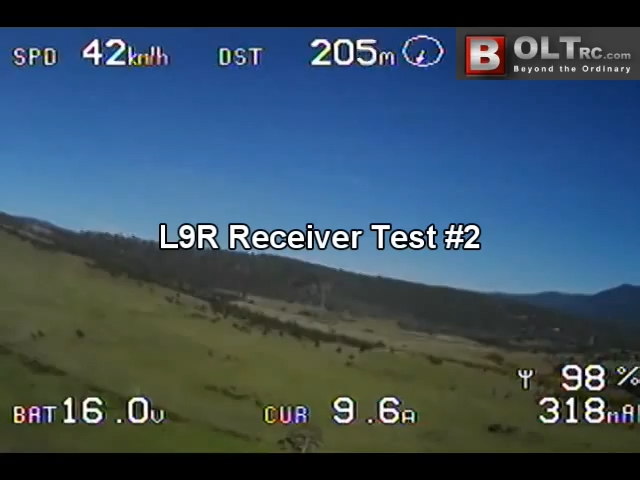 SPD 42km/h DST 205m
BOLTRC.com
Beyond the Ordinary
L9R Receiver Test #2
98%
BAT 16.0v CUR 9.6A 318mAh